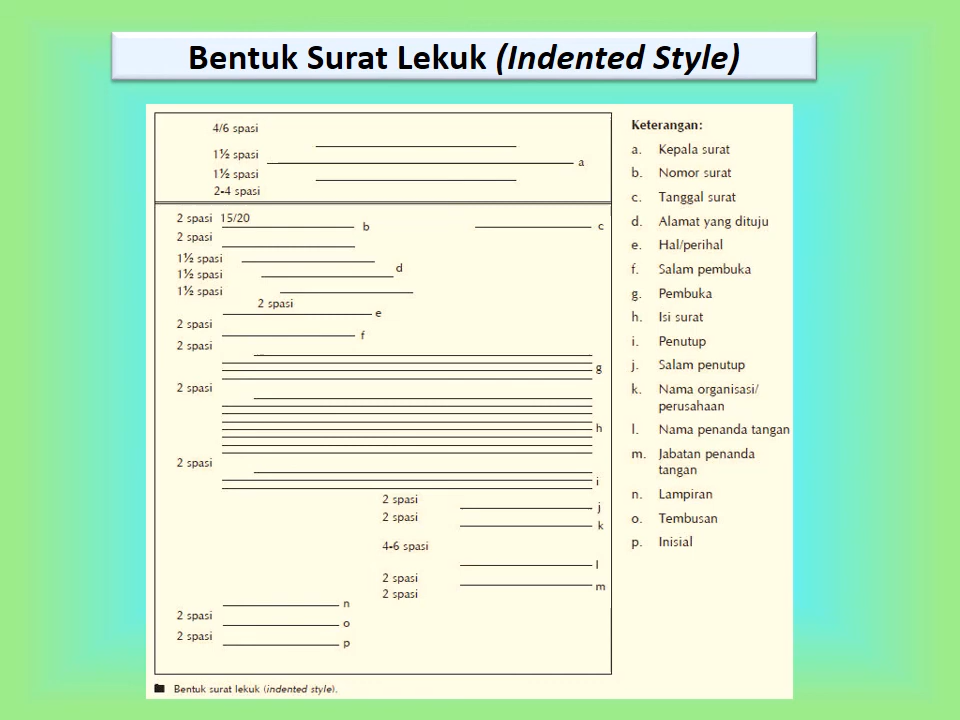 Bentuk Surat Lekuk (Indented Style)
4/6 spasi
1½ spasi
a
1½ spasi
2-4 spasi
2 spasi 15/20
b
c
2 spasi
1½ spasi
d
1½ spasi
1½ spasi
2 spasi
e
2 spasi
f
2 spasi
g
2 spasi
h
2 spasi
i
2 spasi
j
2 spasi
k
4-6 spasi
l
2 spasi
m
2 spasi
n
2 spasi
o
2 spasi
p
Keterangan:
a. Kepala surat
b. Nomor surat
c. Tanggal surat
d. Alamat yang dituju
e. Hal/perihal
f. Salam pembuka
g. Pembuka
h. Isi surat
i. Penutup
j. Salam penutup
k. Nama organisasi/
perusahaan
l. Nama penanda tangan
m. Jabatan penanda
tangan
n. Lampiran
o. Tembusan
p. Inisial
Bentuk surat lekuk (indented style).